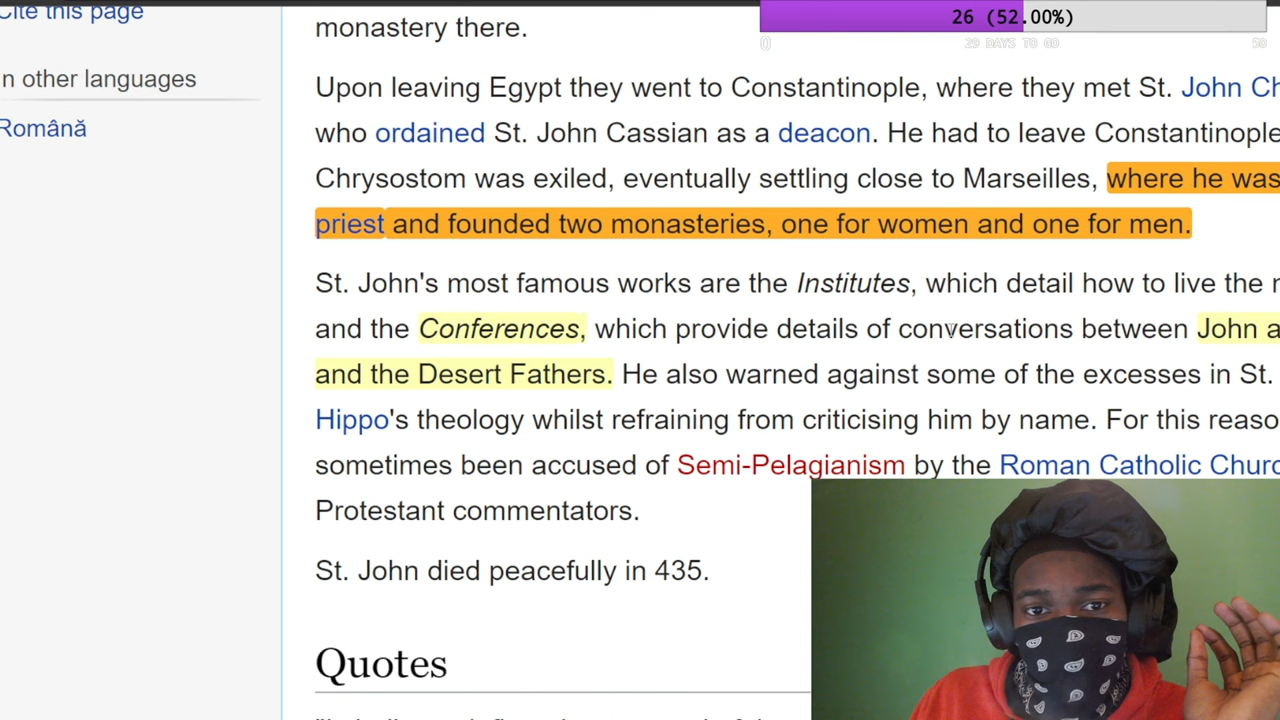 Cite this page
n other languages
Română
26 (52.00%)
0
29 DAYS TO GO
50
monastery there.
Upon leaving Egypt they went to Constantinople, where they met St. John Ch
who ordained St. John Cassian as a deacon. He had to leave Constantinople
Chrysostom was exiled, eventually settling close to Marseilles, where he was
priest and founded two monasteries, one for women and one for men.
St. John's most famous works are the Institutes, which detail how to live the
and the Conferences, which provide details of conversations between John a
and the Desert Fathers. He also warned against some of the excesses in St.
Hippo's theology whilst refraining from criticising him by name. For this reaso
sometimes been accused of Semi-Pelagianism by the Roman Catholic Churc
Protestant commentators.
St. John died peacefully in 435.
Quotes